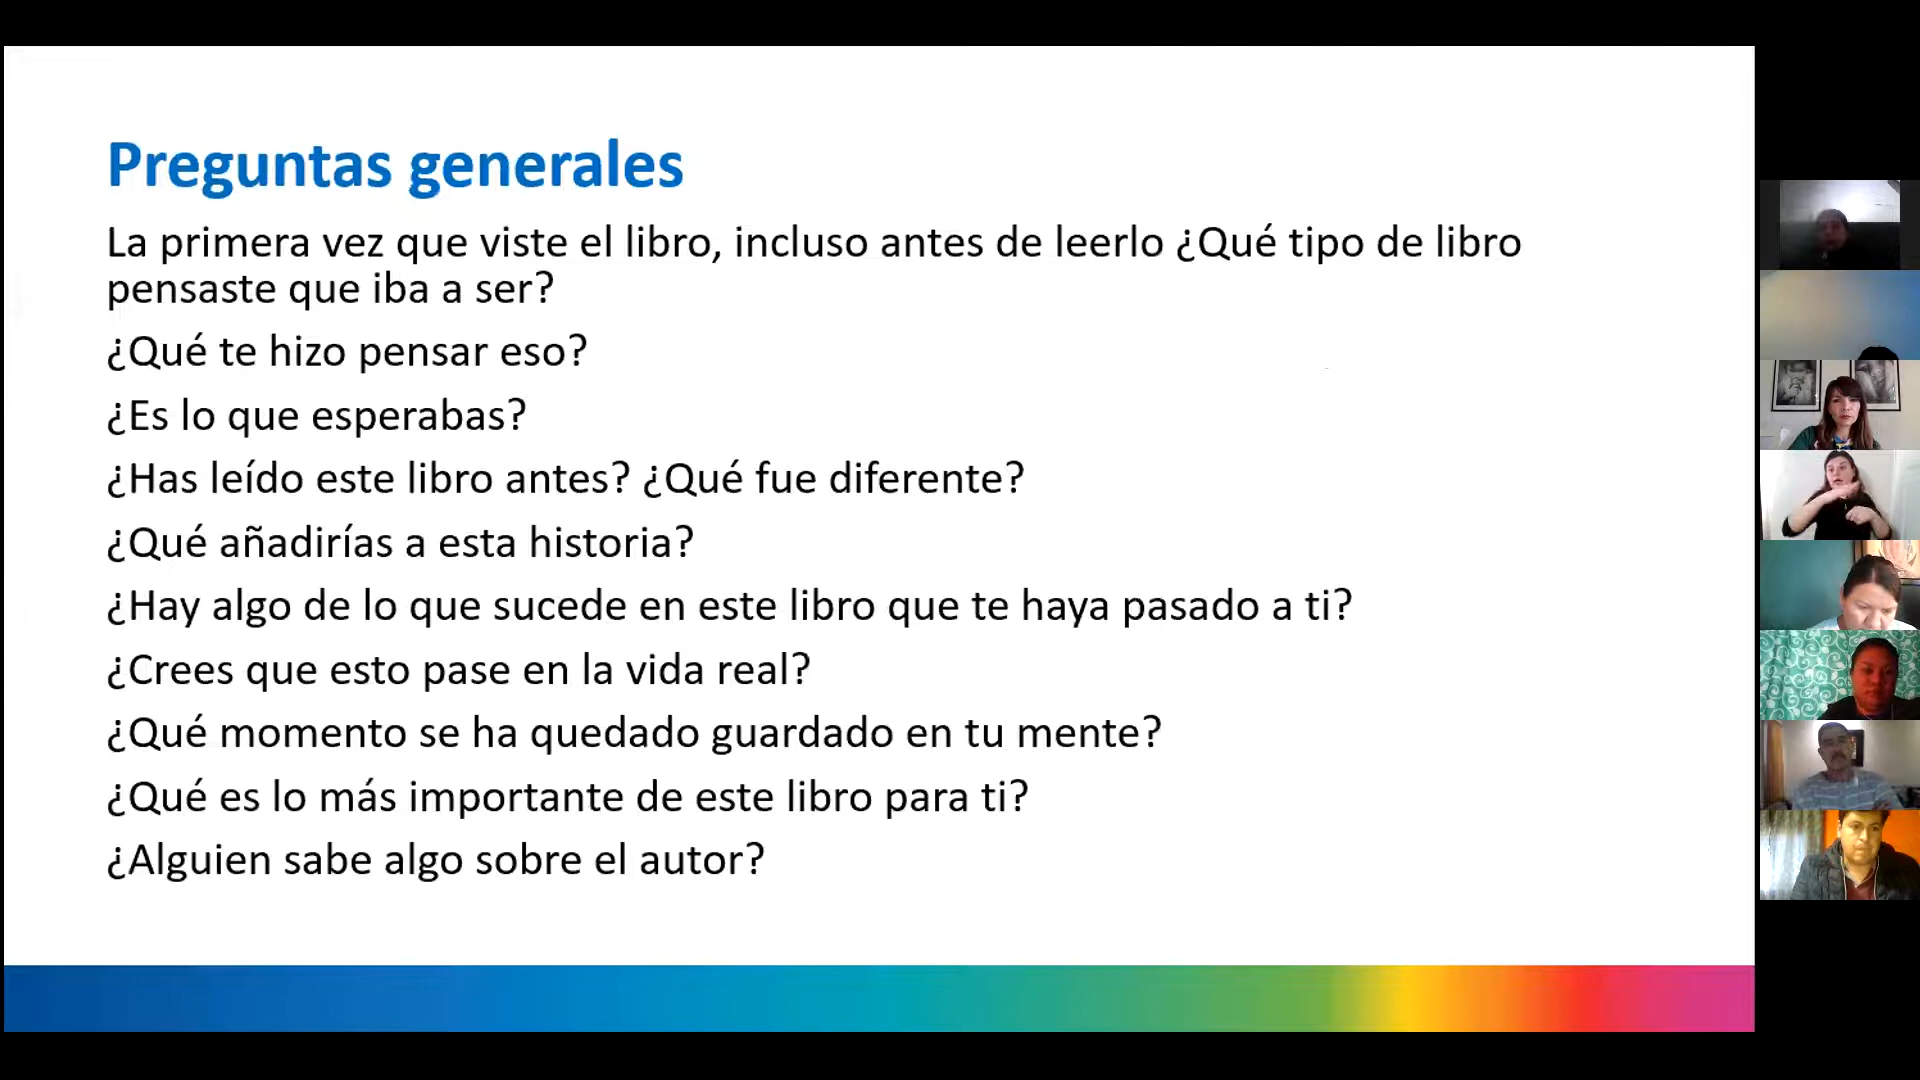 Preguntas generales
La primera vez que viste el libro, incluso antes de leerlo ¿Qué tipo de libro
pensaste que iba a ser?
¿Qué te hizo pensar eso?
¿Es lo que esperabas?
¿Has leído este libro antes? ¿Qué fue diferente?
¿Qué añadirías a esta historia?
¿Hay algo de lo que sucede en este libro que te haya pasado a ti?
¿Crees que esto pase en la vida real?
¿Qué momento se ha quedado guardado en tu mente?
¿Qué es lo más importante de este libro para ti?
¿Alguien sabe algo sobre el autor?